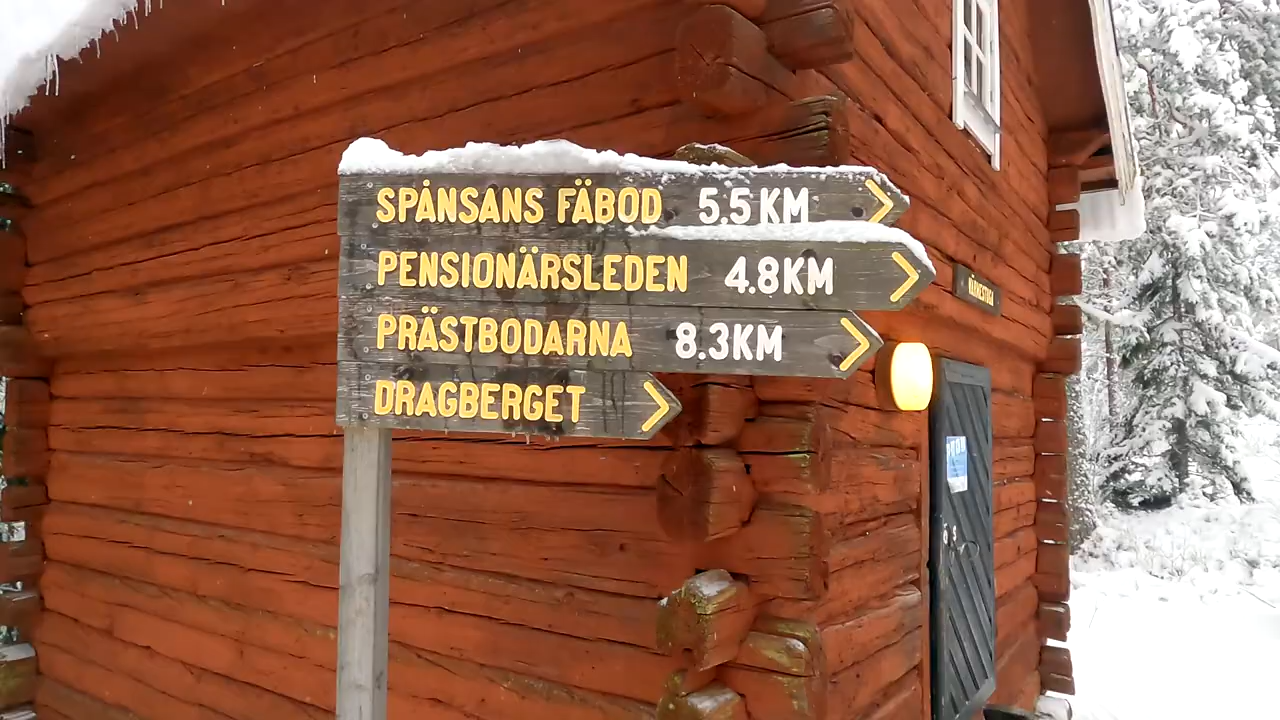 SPÅNSANS FÄBOD 5.5 KM
PENSIONÄRSLEDEN 4.8KM
PRÄSTBODARNA 8.3KM
DRAGBERGET